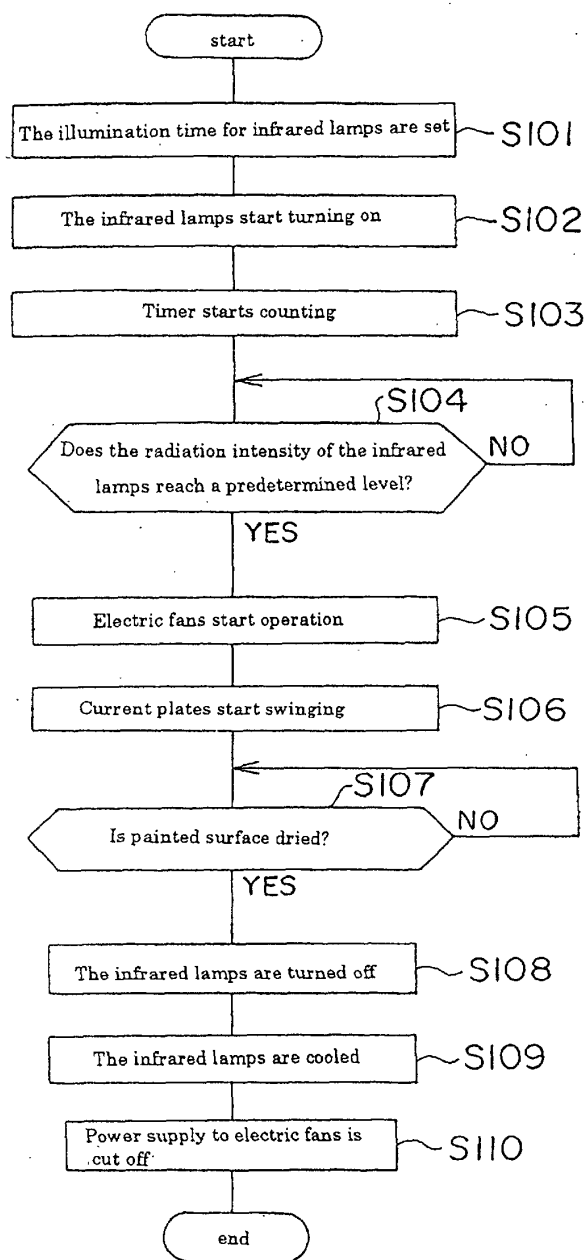 start
The illumination time for infrared lamps are set
S101
The infrared lamps start turning on
S102
Timer starts counting
S103
S104
Does the radiation intensity of the infrared
lamps reach a predetermined level?
NO
YES
Electric fans start operation
S105
Current plates start swinging
S106
S107
Is painted surface dried?
NO
YES
The infrared lamps are turned off
S108
The infrared lamps are cooled
S109
Power supply to electric fans is
cut off
S110
end